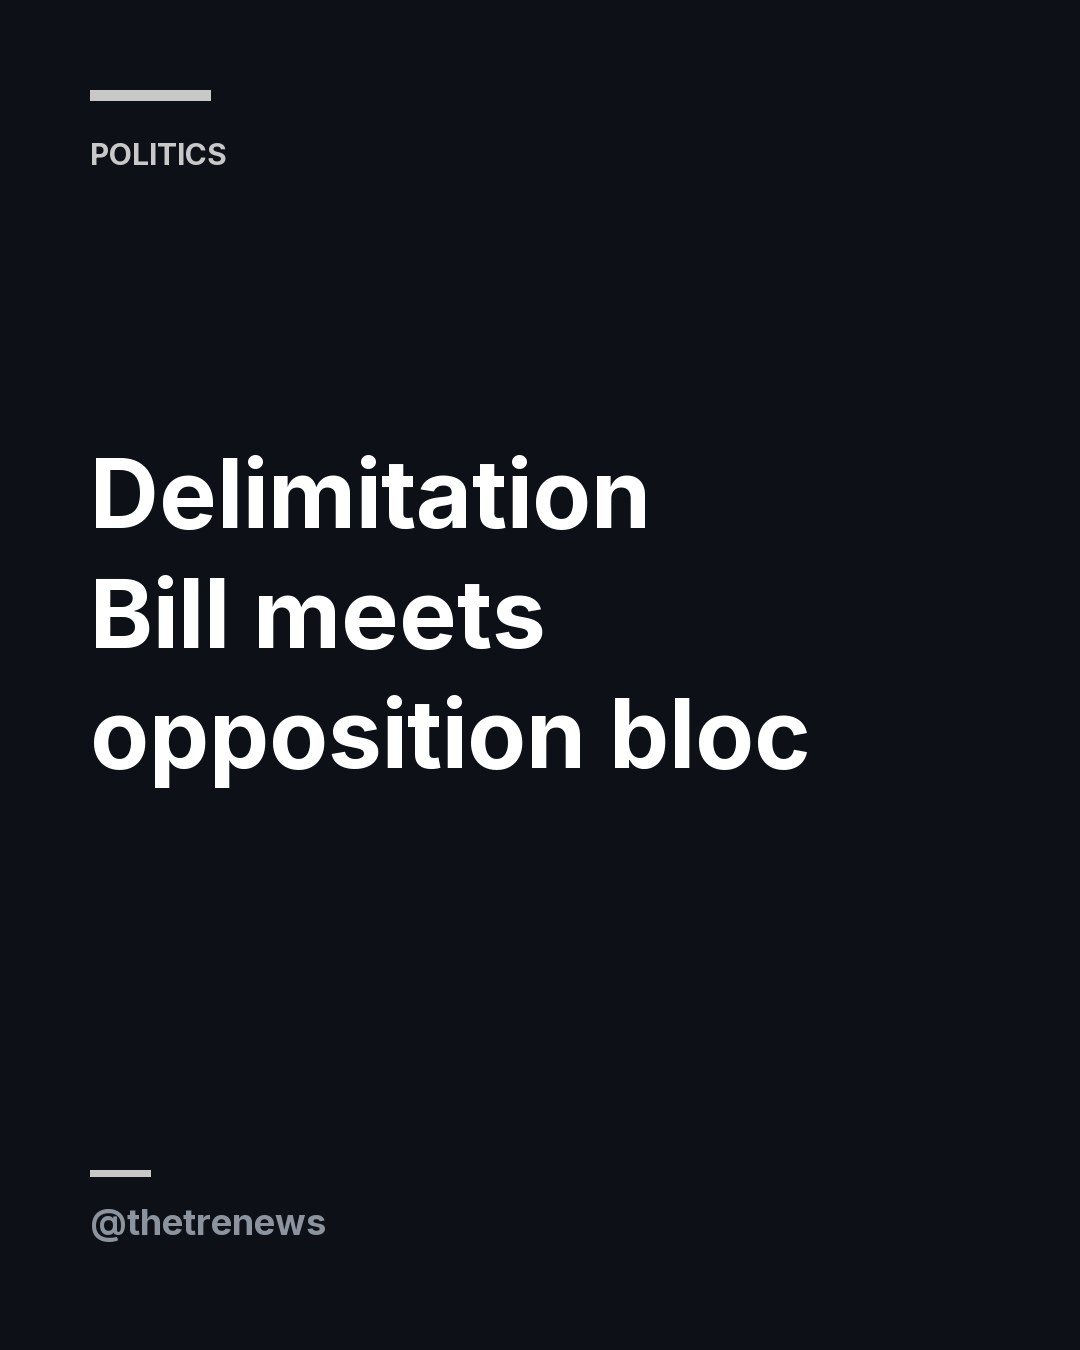 POLITICS
Delimitation
Bill meets
opposition bloc
@thetrenews